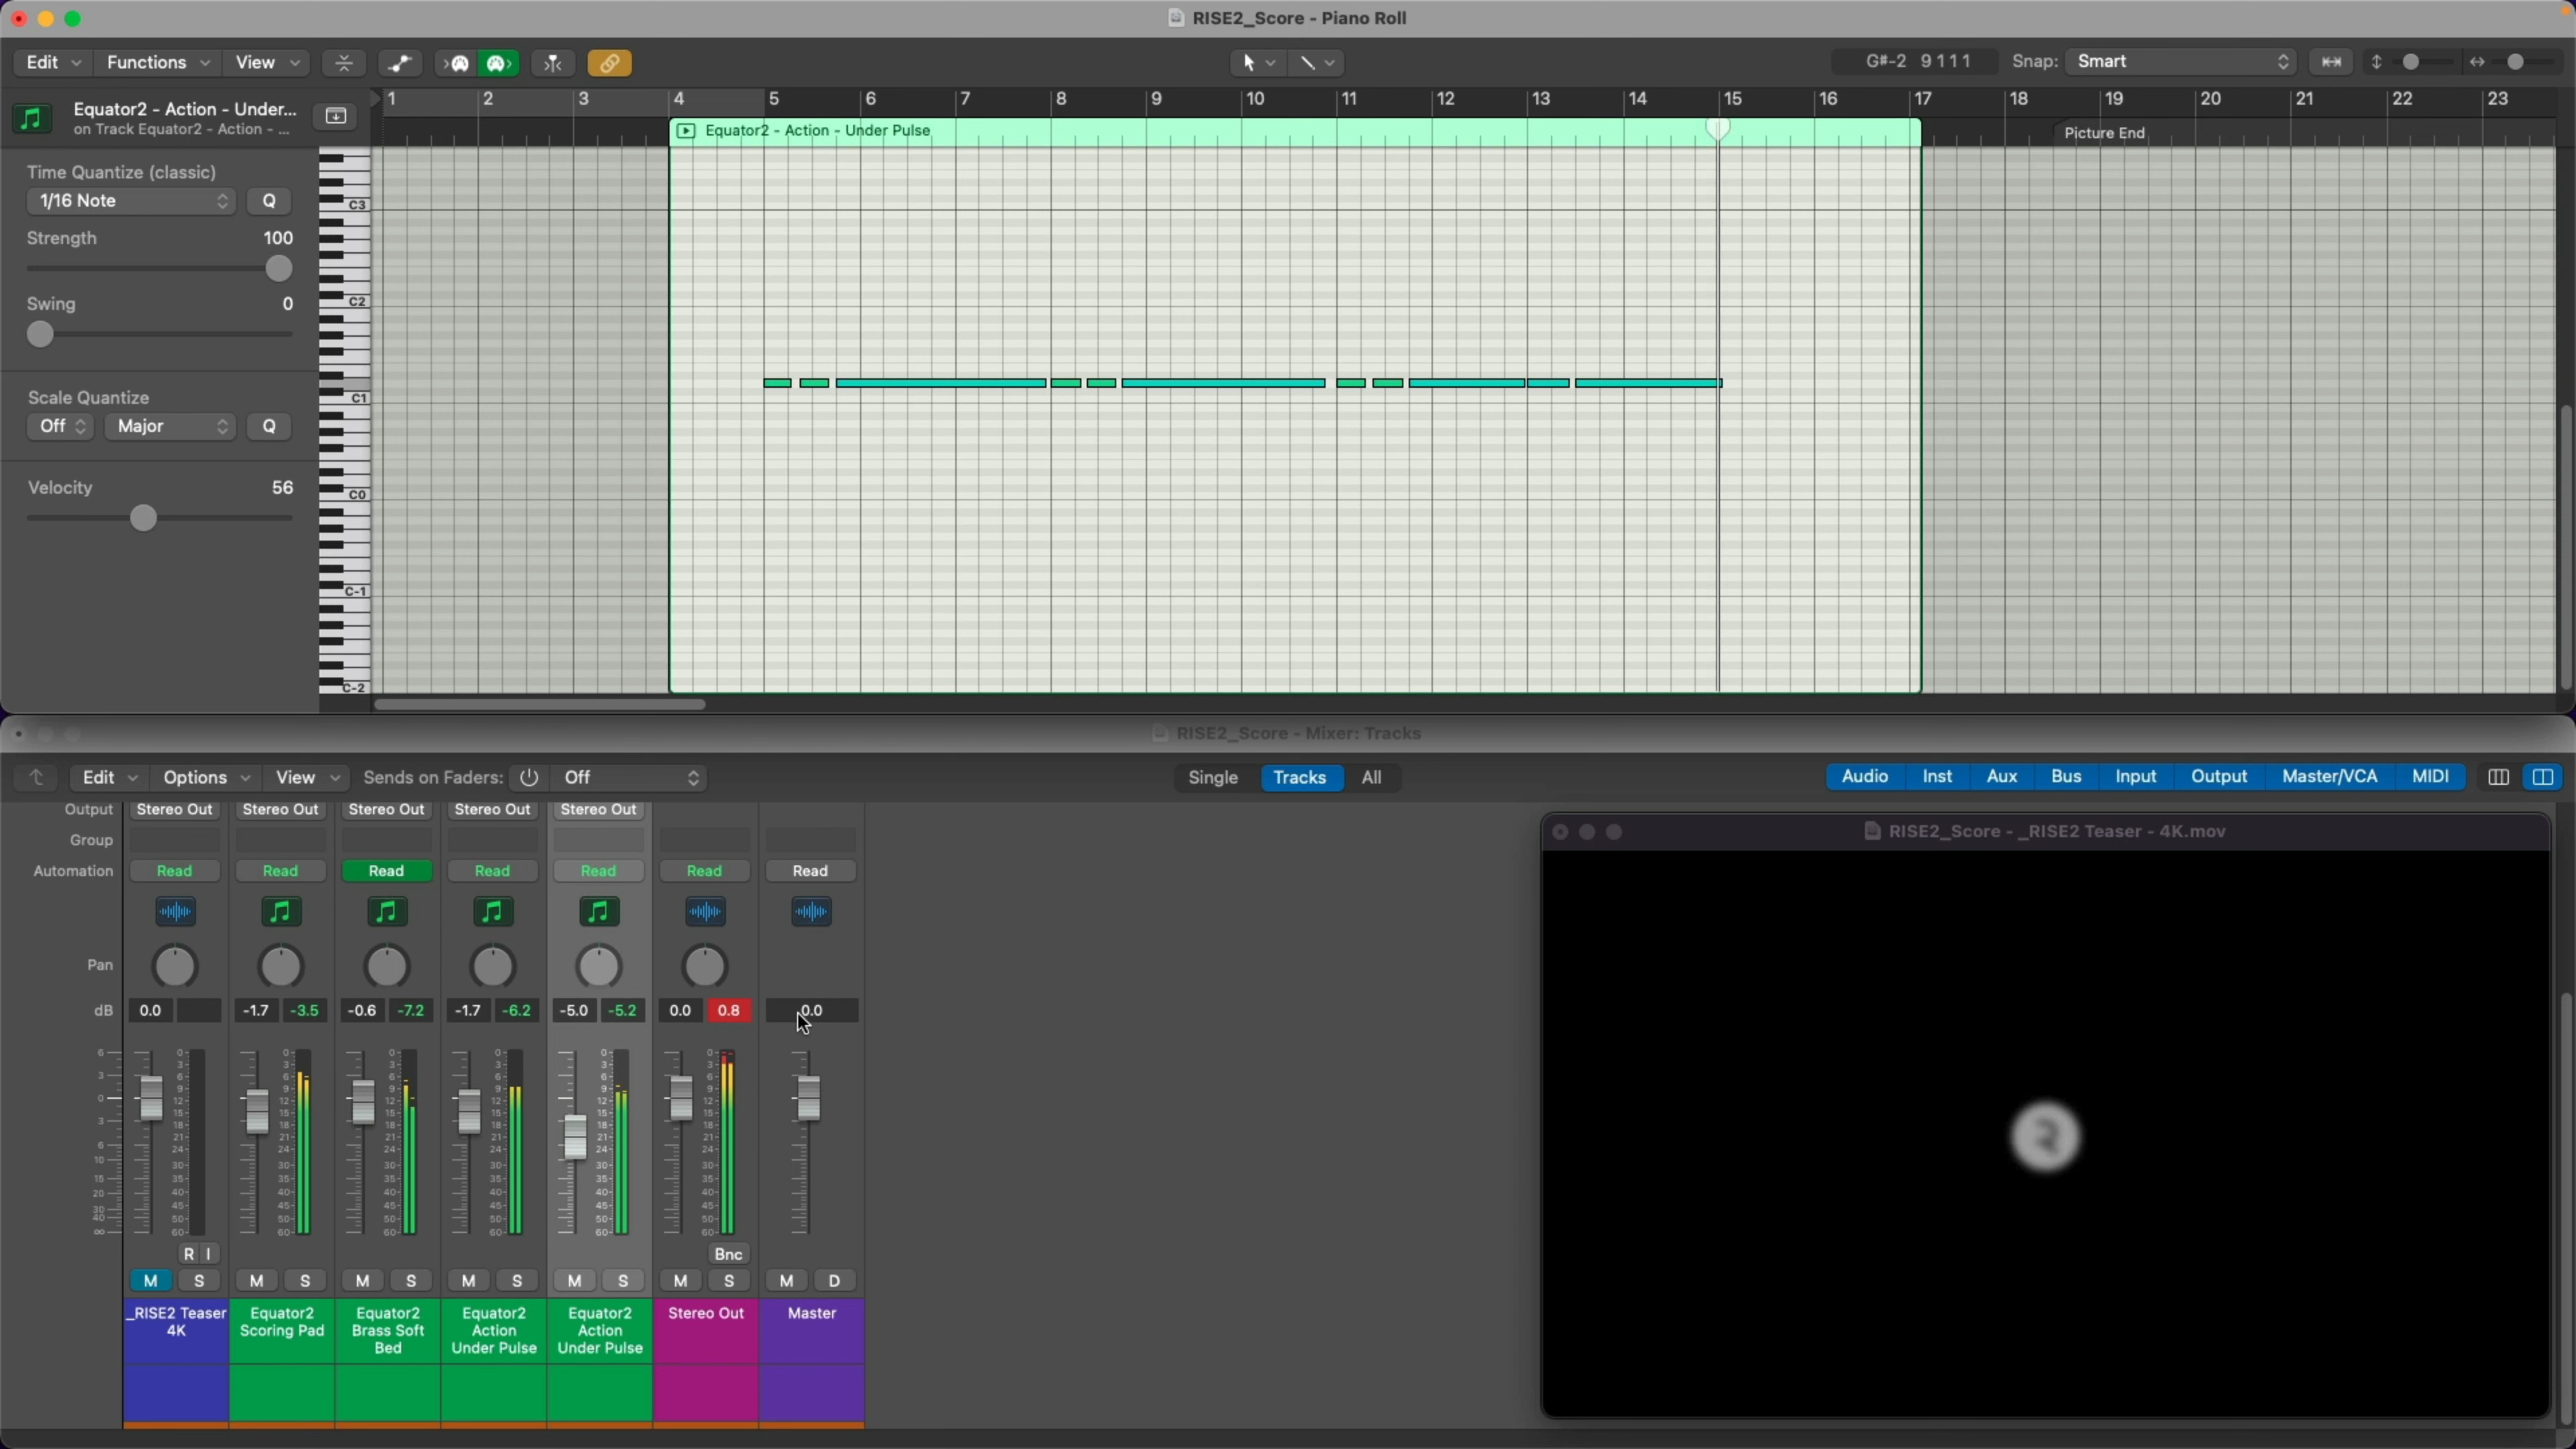 RISE2_Score - Piano Roll
Edit Functions View G#-2 9 1 1 1 Snap: Smart
Equator2 - Action - Under...
on Track Equator2 - Action - ...
1 2 3 4 5 6 7 8 9 10 11 12 13 14 15 16 17 18 19 20 21 22 23
Equator2 - Action - Under Pulse
Picture End
Time Quantize (classic)
1/16 Note Q
Strength 100
Swing 0
Scale Quantize
Off Major Q
Velocity 56
C3
C2
C1
C0
C-1
C-2
RISE2_Score - Mixer: Tracks
Edit Options View Sends on Faders: Off Single Tracks All Audio Inst Aux Bus Input Output Master/VCA MIDI
Output Stereo Out Stereo Out Stereo Out Stereo Out Stereo Out
Group
Automation Read Read Read Read Read Read Read
Pan
dB 0.0 -1.7 -3.5 -0.6 -7.2 -1.7 -6.2 -5.0 -5.2 0.0 0.8 0.0
R I Bnc
M S M S M S M S M S M S M D
_RISE2 Teaser
4K
Equator2
Scoring Pad
Equator2
Brass Soft
Bed
Equator2
Action
Under Pulse
Equator2
Action
Under Pulse
Stereo Out
Master
RISE2_Score - _RISE2 Teaser - 4K.mov